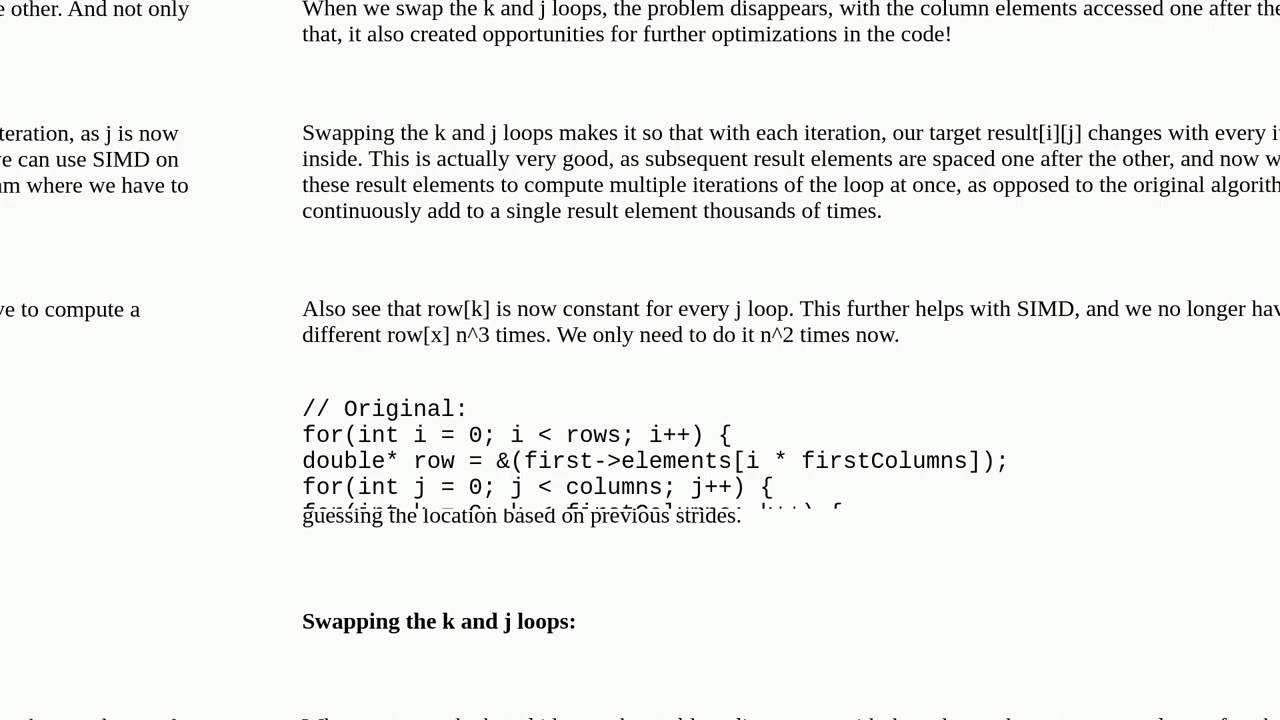 e other. And not only
teration, as j is now
ve can use SIMD on
am where we have to
ve to compute a
When we swap the k and j loops, the problem disappears, with the column elements accessed one after the
that, it also created opportunities for further optimizations in the code!
Swapping the k and j loops makes it so that with each iteration, our target result[i][j] changes with every it
inside. This is actually very good, as subsequent result elements are spaced one after the other, and now w
these result elements to compute multiple iterations of the loop at once, as opposed to the original algorith
continuously add to a single result element thousands of times.
Also see that row[k] is now constant for every j loop. This further helps with SIMD, and we no longer hav
different row[x] n^3 times. We only need to do it n^2 times now.
// Original:
for(int i = 0; i < rows; i++) {
double* row = &(first->elements[i * firstColumns]);
for(int j = 0; j < columns; j++) {
for(int k = 0; k < firstColumns; k++) {
guessing the location based on previous strides.
Swapping the k and j loops: